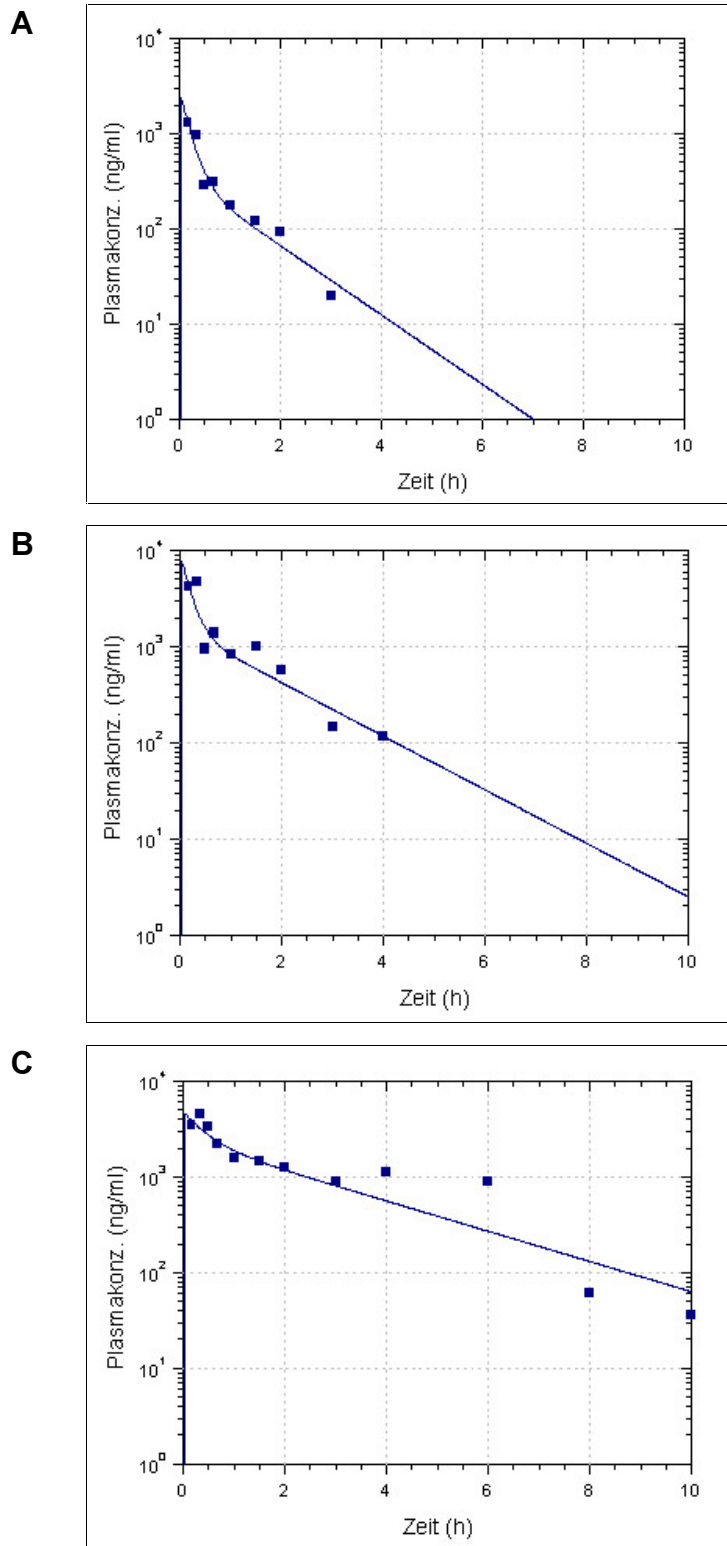 A
10⁴
10³
10²
10¹
10⁰
Plasmakonz. (ng/ml)
0 2 4 6 8 10
Zeit (h)
B
10⁴
10³
10²
10¹
10⁰
Plasmakonz. (ng/ml)
0 2 4 6 8 10
Zeit (h)
C
10⁴
10³
10²
10¹
10⁰
Plasmakonz. (ng/ml)
0 2 4 6 8 10
Zeit (h)